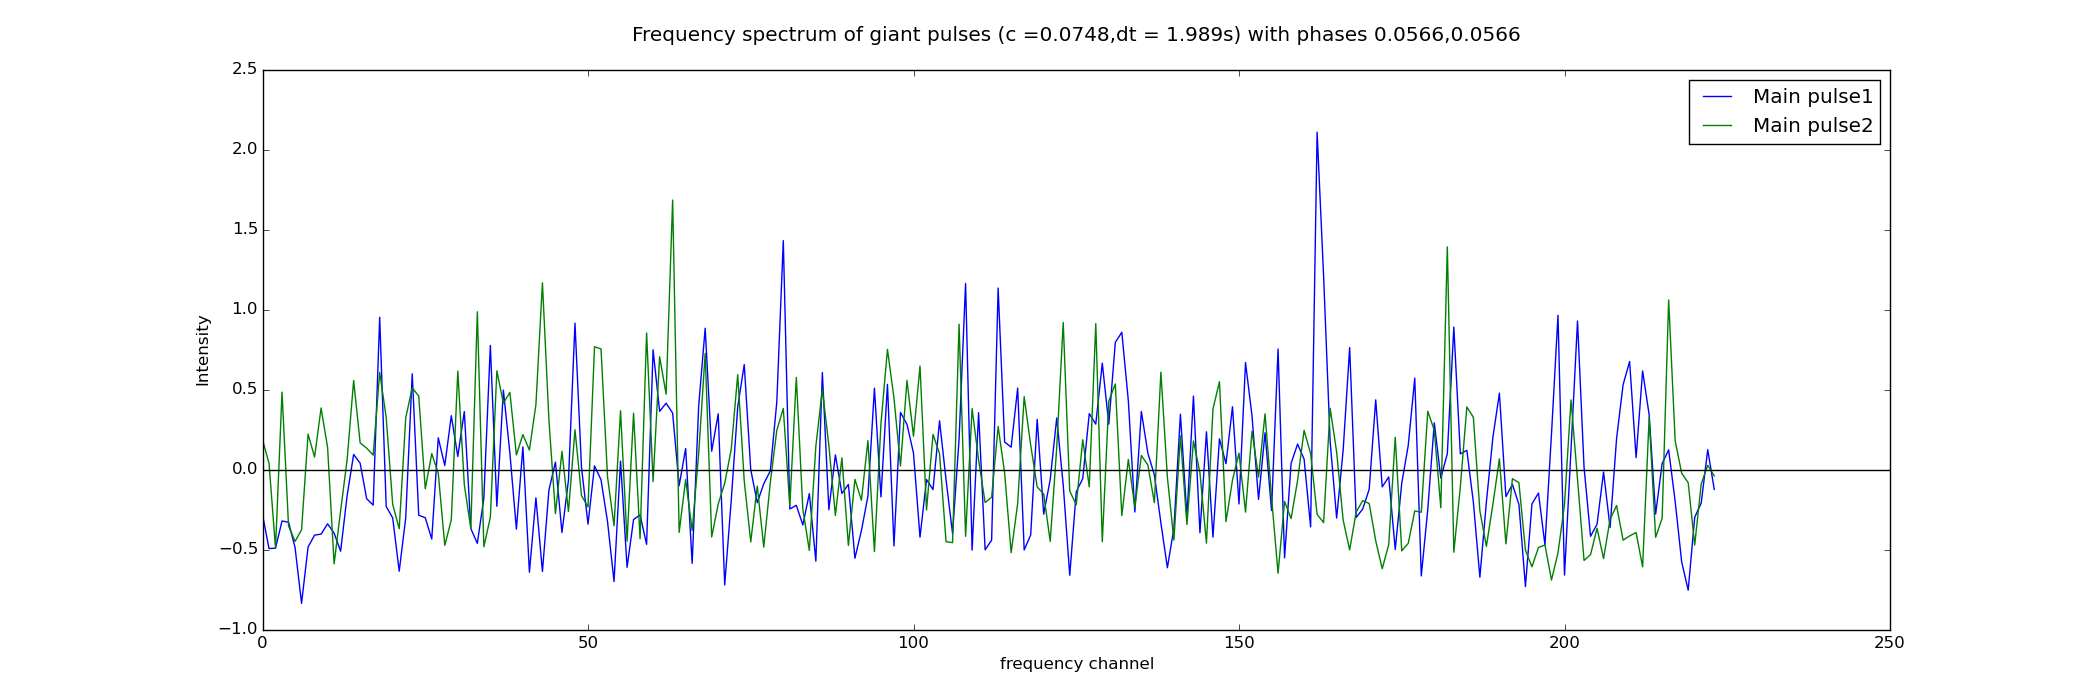 Frequency spectrum of giant pulses (c =0.0748,dt = 1.989s) with phases 0.0566,0.0566
2.5
2.0
1.5
1.0
0.5
0.0
−0.5
−1.0
Intensity
Main pulse1
Main pulse2
0
50
100
150
200
250
frequency channel